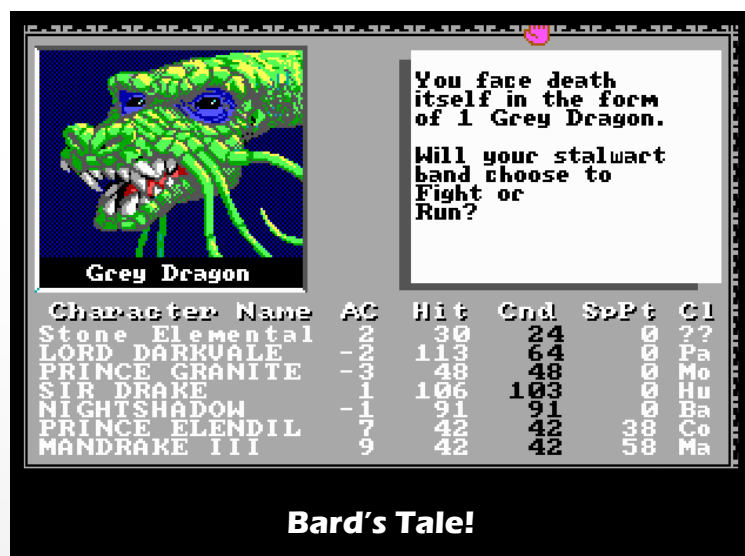 You face death
itself in the form
of 1 Grey Dragon.
Will your stalwart
band choose to
Fight or
Run?
Grey Dragon
Character Name AC Hit Cnd SpPt Cl
Stone Elemental 2 30 24 0 ??
LORD DARKVALE -2 113 64 0 Pa
PRINCE GRANITE -3 48 48 0 Mo
SIR DRAKE 1 106 103 0 Hu
NIGHTSHADOW -1 91 91 0 Ba
PRINCE ELENDIL 7 42 42 38 Co
MANDRAKE III 9 42 42 58 Ma
Bard's Tale!